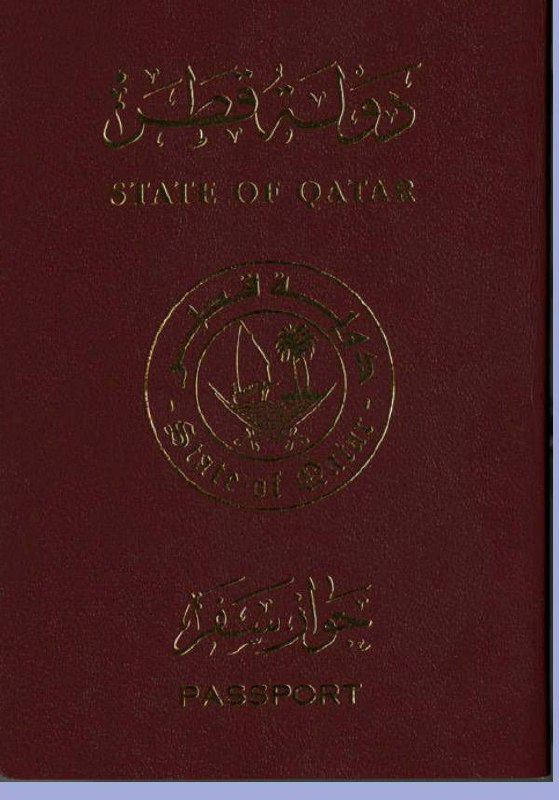 دولة قطر
STATE OF QATAR
دولة قطر
- State of Qatar -
جواز سفر
PASSPORT